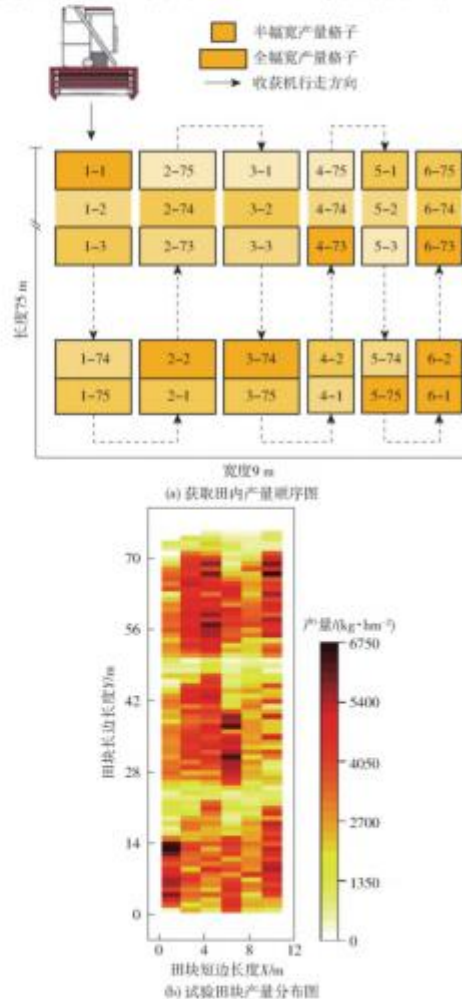 半幅宽产量格子
全幅宽产量格子
收获机行走方向
1-1 2-75 3-1 4-75 5-1 6-75
1-2 2-74 3-2 4-74 5-2 6-74
1-3 2-73 3-3 4-73 5-3 6-73
长度75 m
1-74 2-2 3-74 4-2 5-74 6-2
1-75 2-1 3-75 4-1 5-75 6-1
宽度9 m
(a) 获取田内产量顺序图
产量/(kg·hm⁻²)
6750
5400
4050
2700
1350
0
田块长边长度Y/m
70
56
42
28
14
0
0 4 8 12
田块短边长度X/m
(b) 试验田块产量分布图